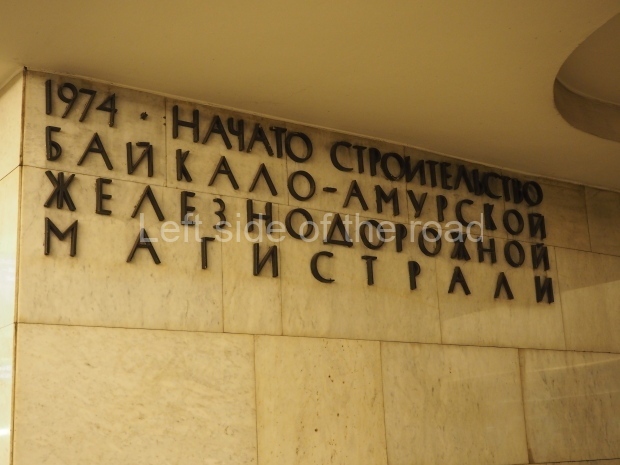 1974 • НАЧАТО СТРОИТЕЛЬСТВО
БАЙКАЛО-АМУРСКОЙ
ЖЕЛЕЗНОДОРОЖНОЙ
МАГИСТРАЛИ
Left side of the road